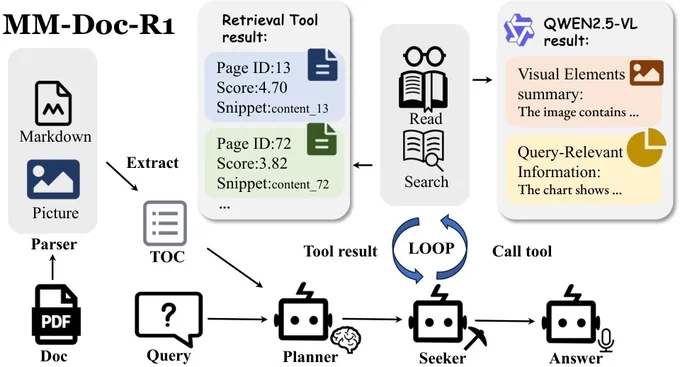 MM-Doc-R1
Markdown
Picture
Parser
PDF
Doc
Extract
TOC
Retrieval Tool
result:
Page ID:13
Score:4.70
Snippet:content_13
Page ID:72
Score:3.82
Snippet:content_72
...
Read
Search
QWEN2.5-VL
result:
Visual Elements
summary:
The image contains ...
Query-Relevant
Information:
The chart shows ...
Tool result
LOOP
Call tool
?
Query
Planner
Seeker
Answer